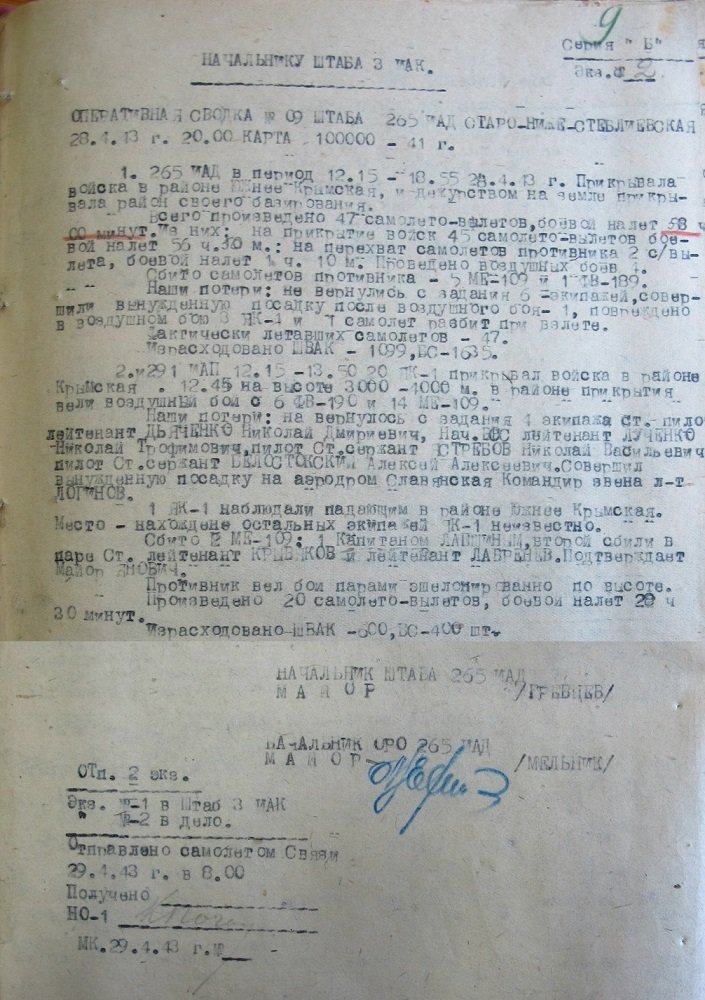 9
Серия "Б"
Экз.№ 2
НАЧАЛЬНИКУ ШТАБА 3 ИАК.
ОПЕРАТИВНАЯ СВОДКА № 09 ШТАБА 265 ИАД СТАРО-НИЖЕ-СТЕБЛИЕВСКАЯ
28.4.43 г. 20.00 КАРТА 100000 - 41 г.
1. 265 ИАД в период 12.15 - 18.55 28.4.43 г. Прикрывала
войска в районе Южнее Крымская, и декурством на земле прикры-
вала район своего базирования.
Всего произведено 47 самолето-вылетов, боевой налет 58 ч
00 минут. Из них: на прикрытие войск 45 самолето-вылетов бое-
вой налет 56 ч. 30 м.: на перехват самолетов противника 2 с/вы-
лета, боевой налет 1 ч. 10 м. Проведено воздушных боев 4.
Сбито самолетов противника - 5 МЕ-109 и 1 ФВ-189.
Наши потери: не вернулись с задания 6 экипажей, совер-
шили вынужденную посадку после воздушного боя- 1, повреждено
в воздушном бою 3 ЯК-1 и 1 самолет разбит при взлете.
Фактически летавших самолетов - 47.
Израсходовано ШВАК - 1099, БС-1635.
2. 291 ИАП 12.15 -13.50 20 ЯК-1 прикрывал войска в районе
Крымская . 12.45 на высоте 3000 -4000 м. в районе прикрытия
вели воздушный бой с 6 ФВ-190 и 14 МЕ-109.
Наши потери: на вернулось с задания 4 экипажа Ст. пило
лейтенант ДЬЯЧЕНКО Николай Дмириевич, Нач. ВСС лейтенант ЛУЧЕНКО
Николай Трофимович, пилот Ст.сержант ЯСТРЕБОВ Николай Васильевич
пилот Ст.сержант БЕЛОСТОКСКИЙ Алексей Алексеевич. Совершил
вынужденную посадку на аэродром Славянская Командир звена л-т
ЛОГИНОВ.
1 ЯК-1 наблюдали падающим в районе Южнее Крымская.
Место - нахождене остальных экипажей ЯК-1 неизвестно.
Сбито 2 МЕ-109: 1 Капитеном ЛАПШИНЫМ, второй сбили в
паре Ст. лейтенант КРЫЖКОВ и лейтенант ЛАВРЕНЕВ. Подтверждает
Майор ЯНОВИЧ.
Противник вел бои парами эшелонированно по высоте.
Произведено 20 самолето-вылетов, боевой налет 20 ч
30 минут.
Израсходовано ШВАК -600, БС-400 шт.
НАЧАЛЬНИК ШТАБА 265 ИАД
М А Й О Р /ГРЕБЦЕВ/
НАЧАЛЬНИК ОРО 265 ИАД
М А Й О Р /МЕЛЬНИК/
ОТп. 2 экз.
Экз. №-1 в Штаб 3 ИАК
" №-2 в дело.
Отправлено самолетом Связи
29.4.43 г. в 8.00
Получено
НО-1
МК.29.4.43 г.№